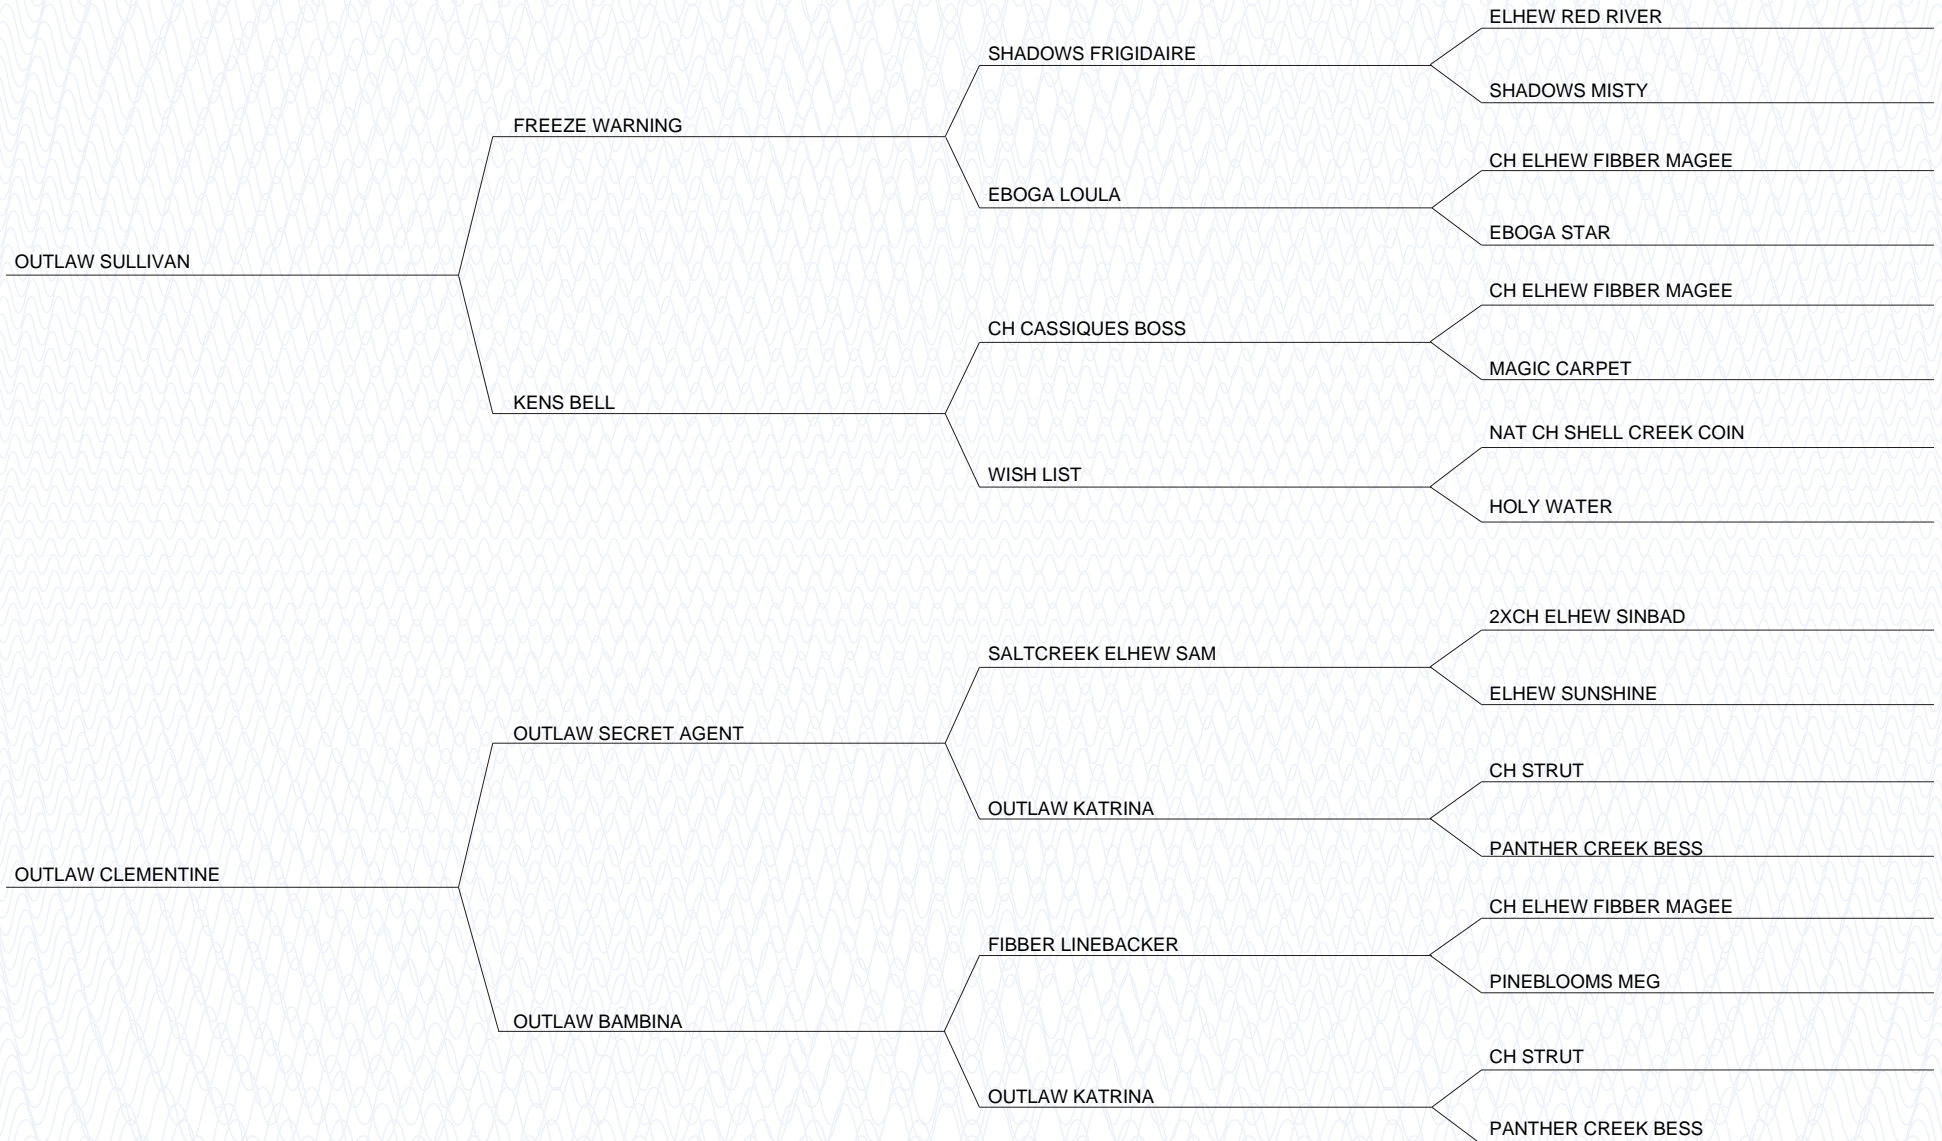 ELHEW RED RIVER
SHADOWS FRIGIDAIRE
SHADOWS MISTY
FREEZE WARNING
CH ELHEW FIBBER MAGEE
EBOGA LOULA
EBOGA STAR
OUTLAW SULLIVAN
CH ELHEW FIBBER MAGEE
CH CASSIQUES BOSS
MAGIC CARPET
KENS BELL
NAT CH SHELL CREEK COIN
WISH LIST
HOLY WATER
2XCH ELHEW SINBAD
SALTCREEK ELHEW SAM
ELHEW SUNSHINE
OUTLAW SECRET AGENT
CH STRUT
OUTLAW KATRINA
PANTHER CREEK BESS
OUTLAW CLEMENTINE
CH ELHEW FIBBER MAGEE
FIBBER LINEBACKER
PINEBLOOMS MEG
OUTLAW BAMBINA
CH STRUT
OUTLAW KATRINA
PANTHER CREEK BESS